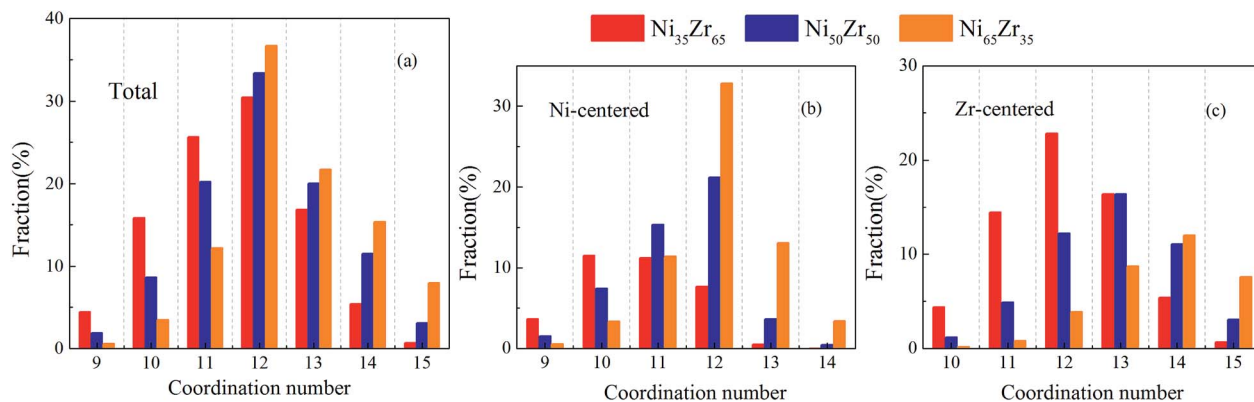 Ni35Zr65 Ni50Zr50 Ni65Zr35
40
30
20
10
0
Fraction(%)
Total
(a)
9 10 11 12 13 14 15
Coordination number
30
20
10
0
Fraction(%)
Ni-centered
(b)
9 10 11 12 13 14
Coordination number
30
20
10
0
Fraction(%)
Zr-centered
(c)
10 11 12 13 14 15
Coordination number